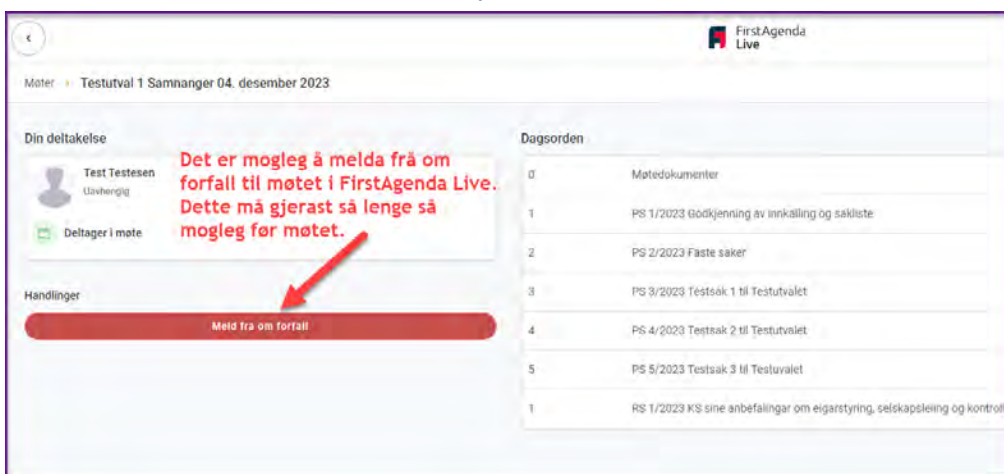 FirstAgenda
Live
Møter
Testutval 1 Samnanger 04. desember 2023
Din deltakelse
Test Testesen
Uavhengig
Deltager i møte
Det er mogleg å melda frå om
forfall til møtet i FirstAgenda Live.
Dette må gjerast så lenge så
mogleg før møtet.
Handlinger
Meld fra om forfall
Dagsorden
0 Møtedokumenter
1 PS 1/2023 Godkjenning av innkalling og sakliste
2 PS 2/2023 Faste saker
3 PS 3/2023 Testsak 1 til Testutvalet
4 PS 4/2023 Testsak 2 til Testutvalet
5 PS 5/2023 Testsak 3 til Testuvalet
1 RS 1/2023 KS sine anbefalingar om eigarstyring, selskapsleiing og kontroll